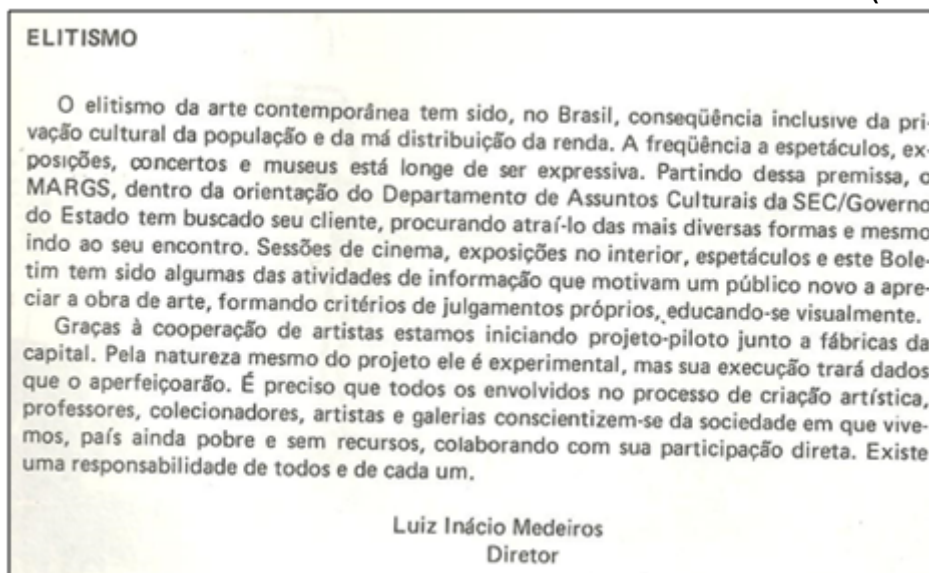 ELITISMO
O elitismo da arte contemporânea tem sido, no Brasil, conseqüência inclusive da pri-
vação cultural da população e da má distribuição da renda. A freqüência a espetáculos, ex-
posições, concertos e museus está longe de ser expressiva. Partindo dessa premissa, o
MARGS, dentro da orientação do Departamento de Assuntos Culturais da SEC/Governo
do Estado tem buscado seu cliente, procurando atraí-lo das mais diversas formas e mesmo
indo ao seu encontro. Sessões de cinema, exposições no interior, espetáculos e este Bole-
tim tem sido algumas das atividades de informação que motivam um público novo a apre-
ciar a obra de arte, formando critérios de julgamentos próprios, educando-se visualmente.
Graças à cooperação de artistas estamos iniciando projeto-piloto junto a fábricas da
capital. Pela natureza mesmo do projeto ele é experimental, mas sua execução trará dados
que o aperfeiçoarão. É preciso que todos os envolvidos no processo de criação artística,
professores, colecionadores, artistas e galerias conscientizem-se da sociedade em que vive-
mos, país ainda pobre e sem recursos, colaborando com sua participação direta. Existe
uma responsabilidade de todos e de cada um.
Luiz Inácio Medeiros
Diretor